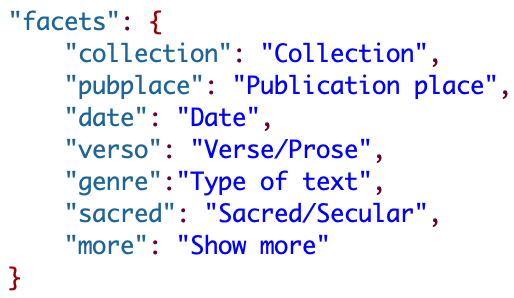 "facets": {
    "collection": "Collection",
    "pubplace": "Publication place",
    "date": "Date",
    "verso": "Verse/Prose",
    "genre":"Type of text",
    "sacred": "Sacred/Secular",
    "more": "Show more"
}